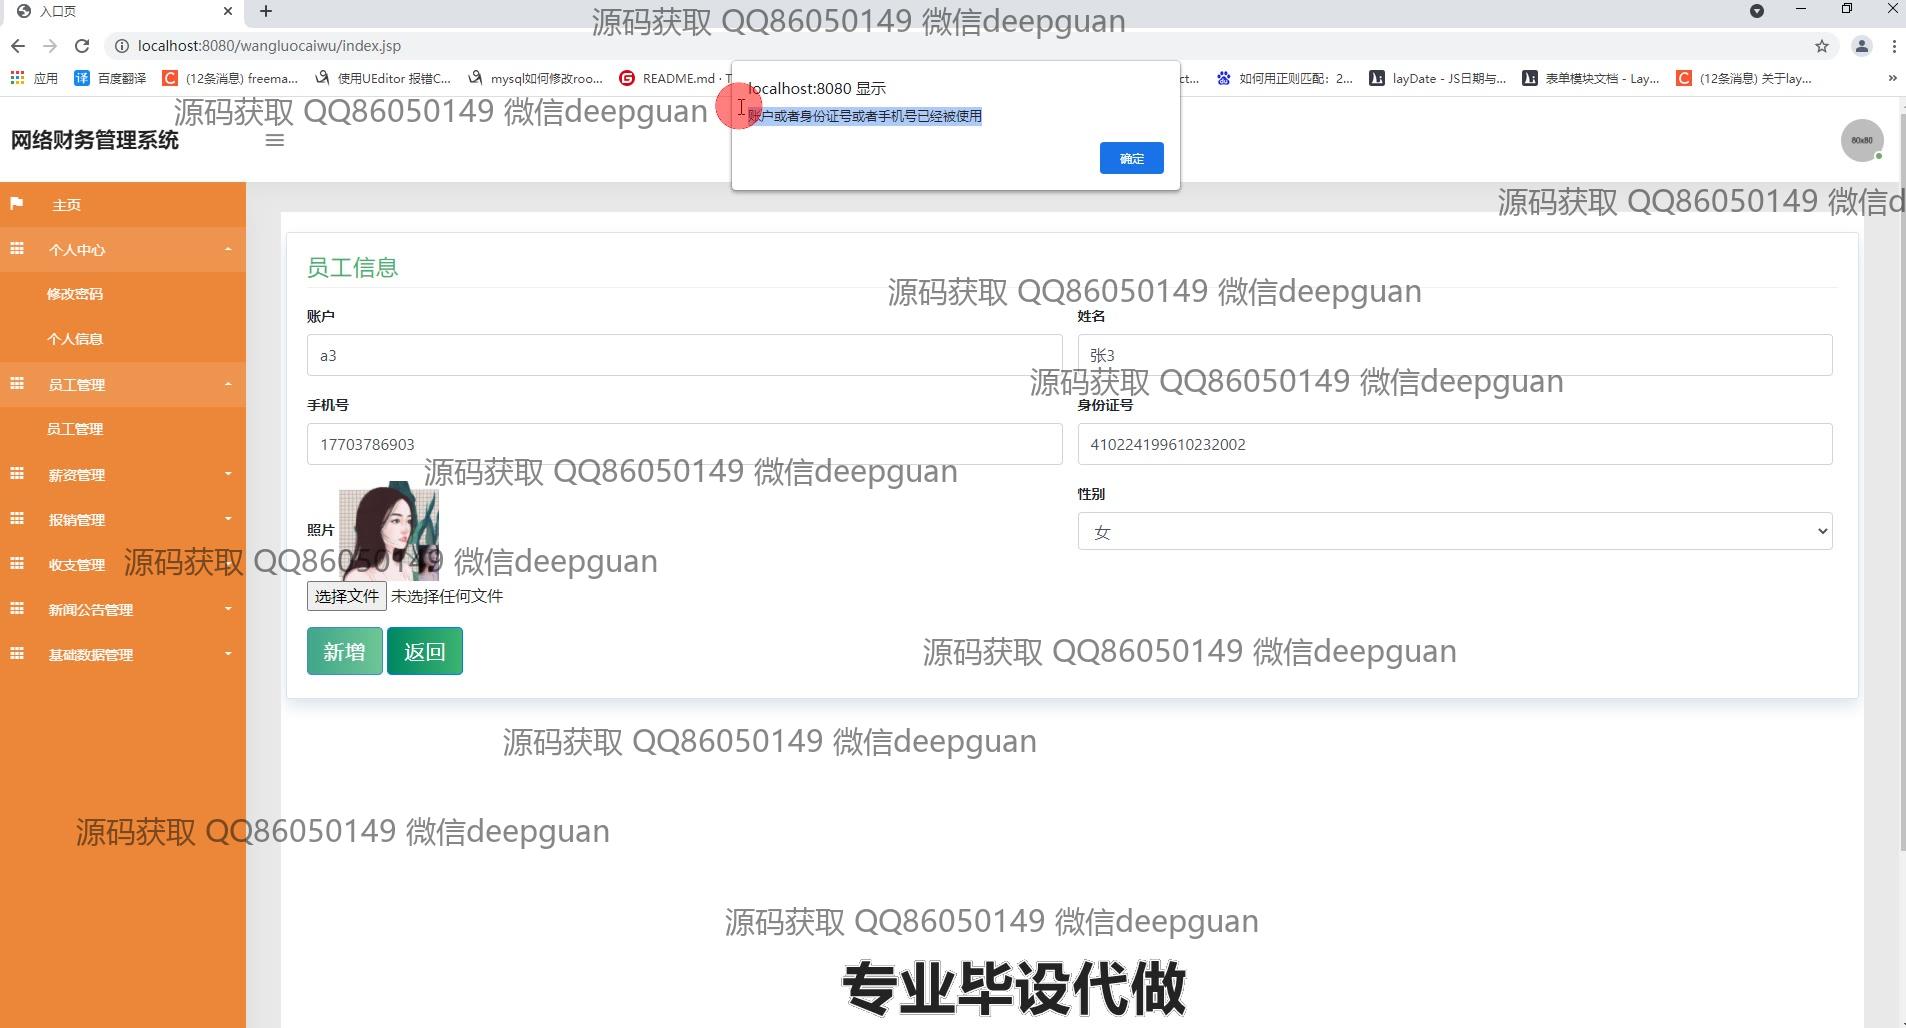 入口页
源码获取 QQ86050149 微信deepguan
localhost:8080/wangluocaiwu/index.jsp
应用 百度翻译 (12条消息) freema... 使用UEditor 报错C... mysql如何修改roo... README.md · T ct... 如何用正则匹配：2... layDate - JS日期与... 表单模块文档 - Lay... (12条消息) 关于lay...
localhost:8080 显示
源码获取 QQ86050149 微信deepguan
账户或者身份证号或者手机号已经被使用
网络财务管理系统
80x80
确定
源码获取 QQ86050149 微信d
主页
个人中心
修改密码
个人信息
员工管理
员工管理
薪资管理
报销管理
收支管理
新闻公告管理
基础数据管理
员工信息
源码获取 QQ86050149 微信deepguan
账户
姓名
a3
张3
源码获取 QQ86050149 微信deepguan
手机号
身份证号
17703786903
410224199610232002
源码获取 QQ86050149 微信deepguan
性别
照片
女
源码获取 QQ86050149 微信deepguan
选择文件 未选择任何文件
新增 返回
源码获取 QQ86050149 微信deepguan
源码获取 QQ86050149 微信deepguan
源码获取 QQ86050149 微信deepguan
源码获取 QQ86050149 微信deepguan
专业毕设代做